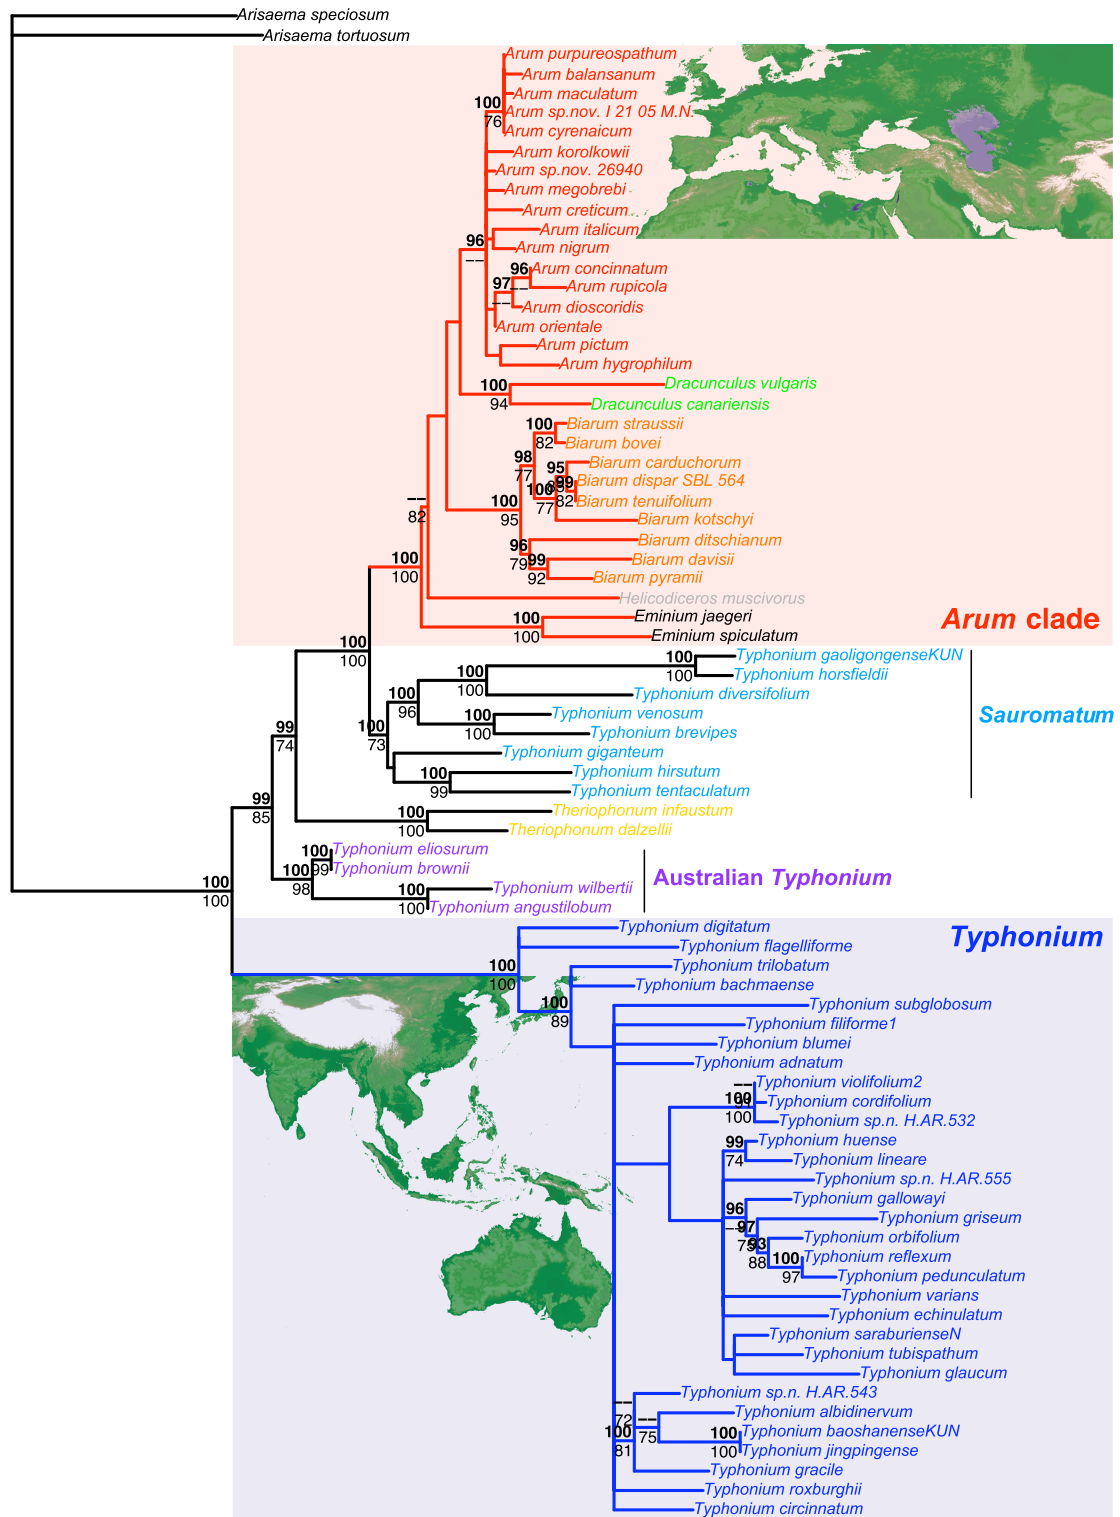 Arisaema speciosum
Arisaema tortuosum
Arum purpureospathum
Arum balansanum
Arum maculatum
100
Arum sp.nov. I 21 05 M.N.
76
Arum cyrenaicum
Arum korolkowii
Arum sp.nov. 26940
Arum megobrebi
Arum creticum
Arum italicum
96
Arum nigrum
--
96
Arum concinnatum
97
--
Arum rupicola
--
Arum dioscoridis
Arum orientale
Arum pictum
Arum hygrophilum
100
Dracunculus vulgaris
94
Dracunculus canariensis
100
Biarum straussii
82
Biarum bovei
98
77
95
Biarum carduchorum
99
Biarum dispar SBL 564
100
77
82
Biarum tenuifolium
--
82
100
95
Biarum kotschyi
96
79
Biarum ditschianum
99
Biarum davisii
92
Biarum pyramii
100
100
Helicodiceros muscivorus
100
Eminium jaegeri
100
Eminium spiculatum
Arum clade
100
100
100
Typhonium gaoligongenseKUN
100
Typhonium horsfieldii
100
100
Typhonium diversifolium
100
96
Typhonium venosum
100
100
Typhonium brevipes
Sauromatum
99
74
100
73
Typhonium giganteum
100
Typhonium hirsutum
99
Typhonium tentaculatum
99
85
100
Theriophonum infaustum
100
Theriophonum dalzellii
100
Typhonium eliosurum
99
Typhonium brownii
100
98
Australian Typhonium
100
Typhonium wilbertii
100
Typhonium angustilobum
100
100
Typhonium
Typhonium digitatum
Typhonium flagelliforme
100
100
Typhonium trilobatum
Typhonium bachmaense
100
89
Typhonium subglobosum
Typhonium filiforme1
Typhonium blumei
Typhonium adnatum
--
Typhonium violifolium2
100
91
Typhonium cordifolium
100
Typhonium sp.n. H.AR.532
99
Typhonium huense
74
Typhonium lineare
Typhonium sp.n. H.AR.555
Typhonium gallowayi
96
--
97
Typhonium griseum
75
93
88
Typhonium orbifolium
100
Typhonium reflexum
97
Typhonium pedunculatum
Typhonium varians
Typhonium echinulatum
Typhonium saraburienseN
Typhonium tubispathum
Typhonium glaucum
--
Typhonium sp.n. H.AR.543
72
--
Typhonium albidinervum
75
100
81
100
Typhonium baoshanenseKUN
100
Typhonium jingpingense
Typhonium gracile
Typhonium roxburghii
Typhonium circinnatum